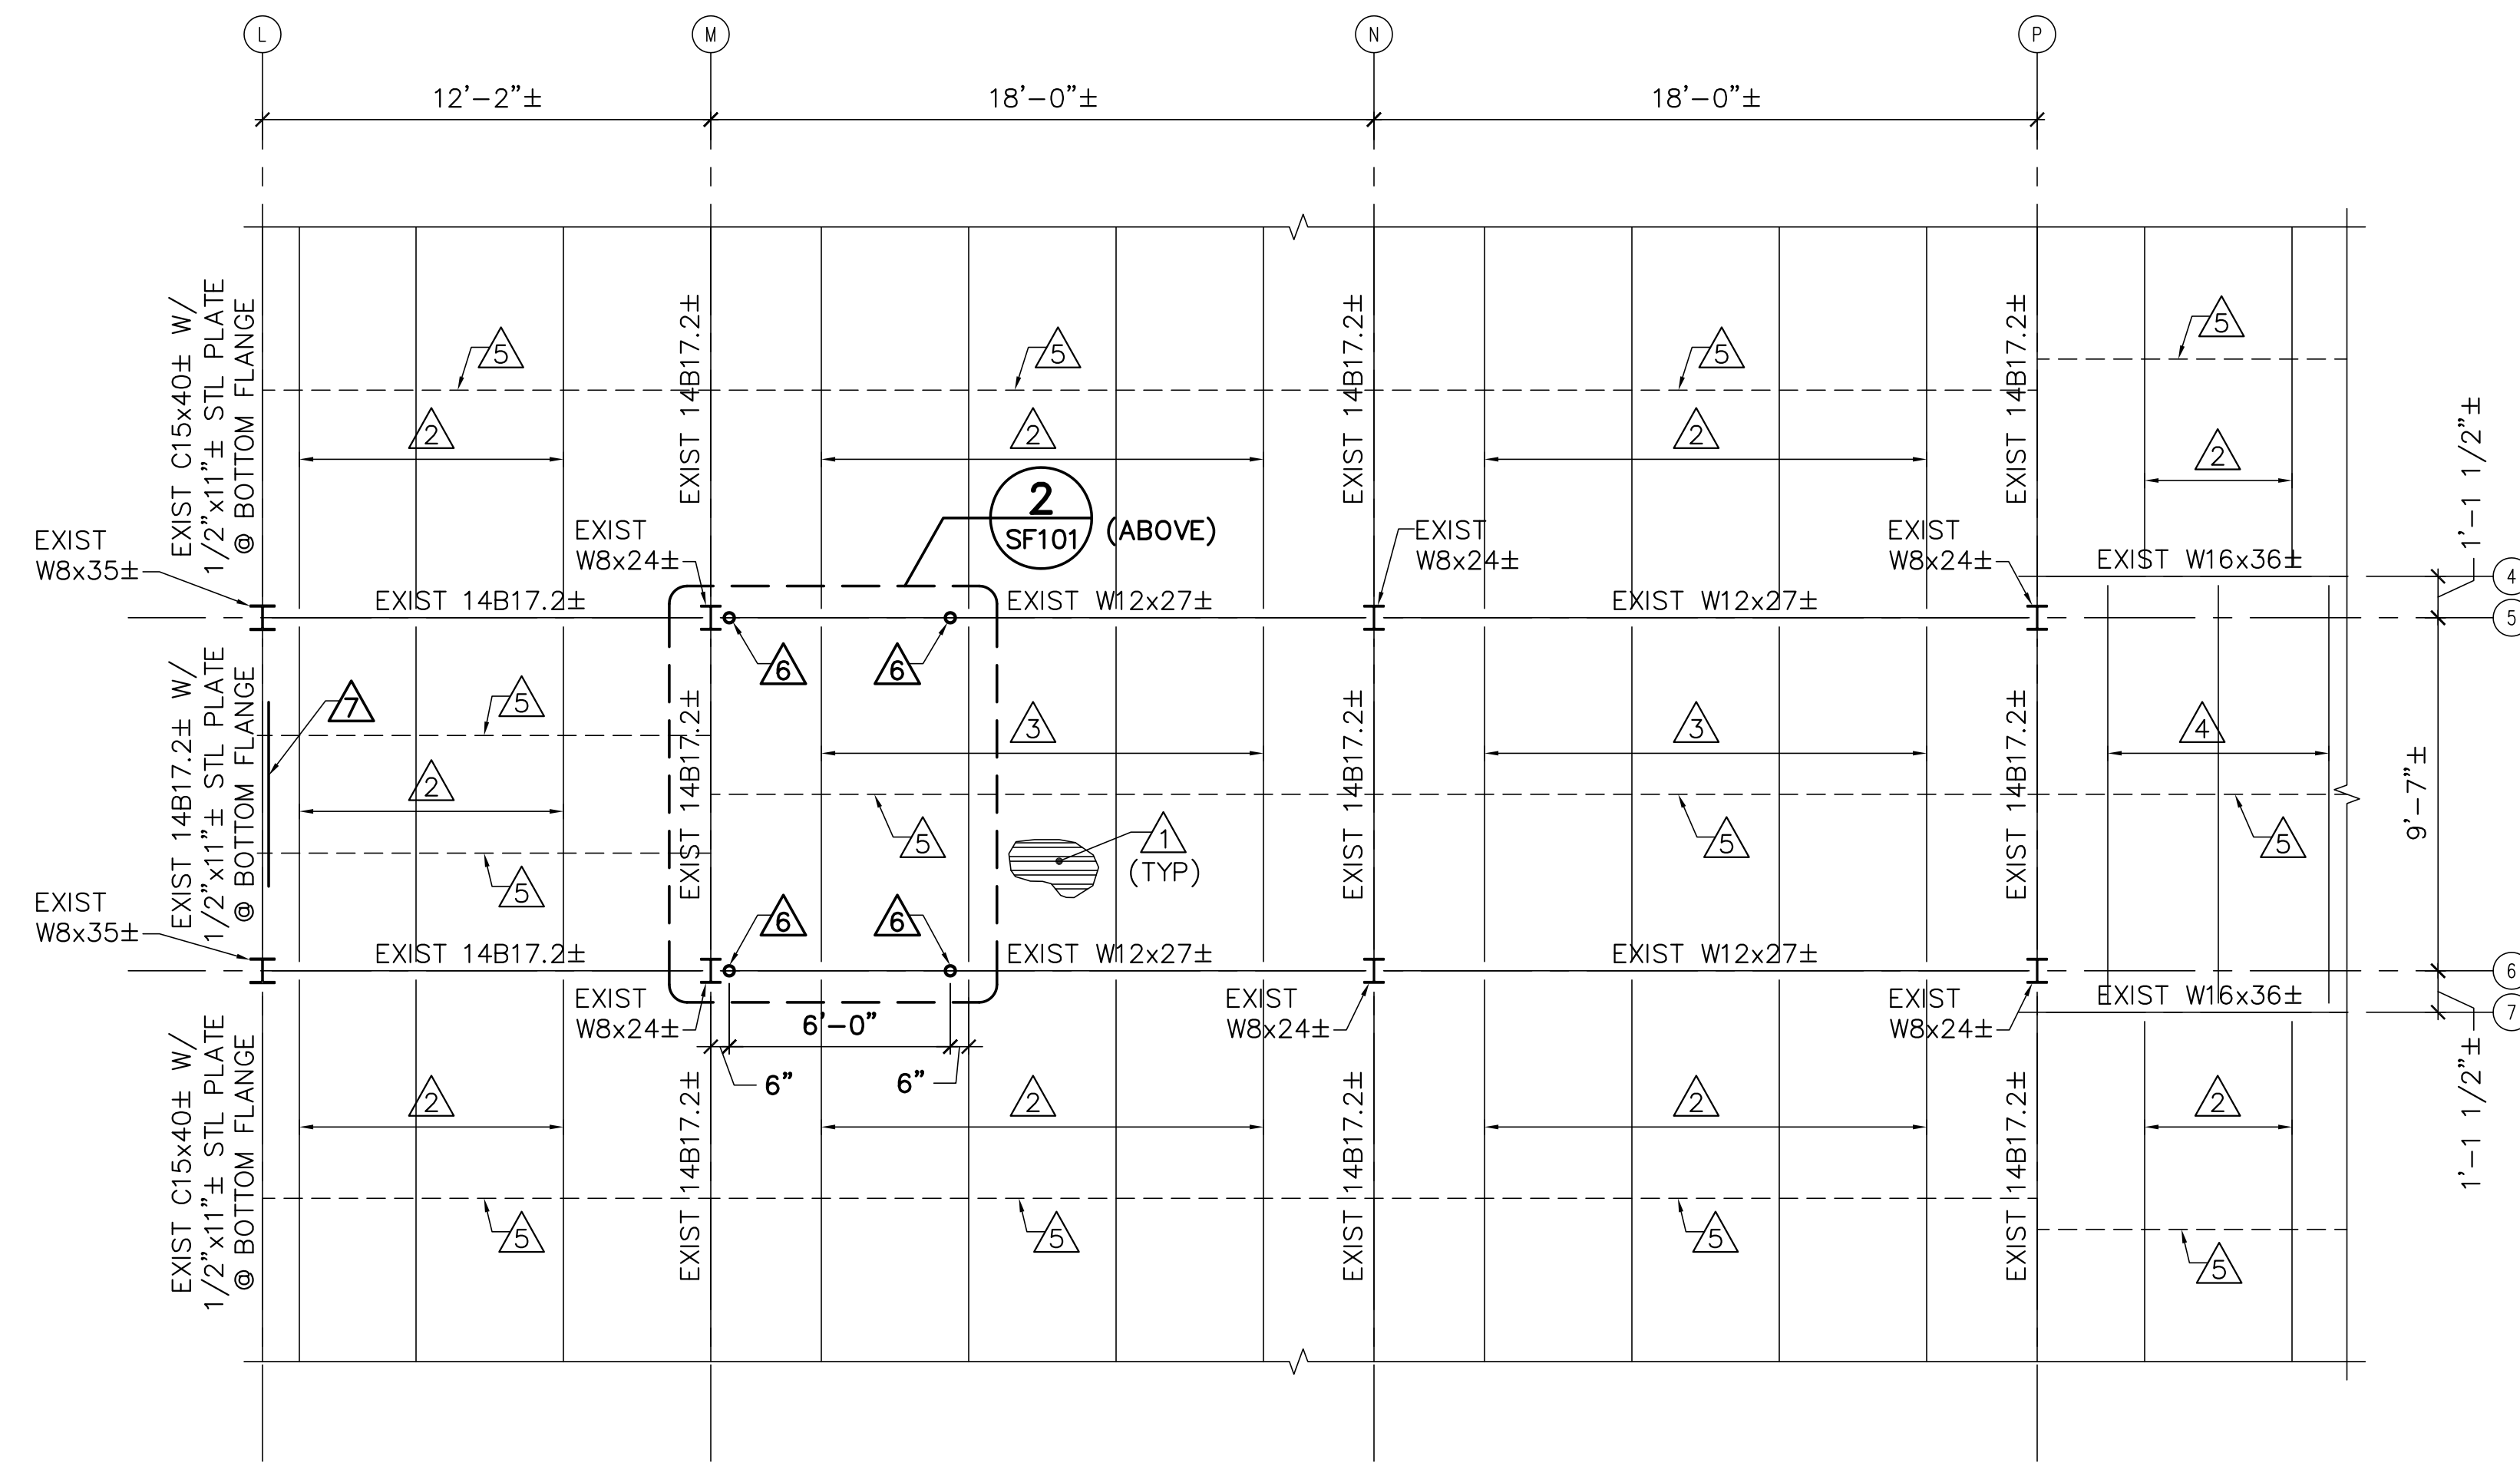 L
M
N
P
12'-2"±
18'-0"±
18'-0"±
EXIST C15x40± W/
1/2"x11"± STL PLATE
@ BOTTOM FLANGE
EXIST 14B17.2±
EXIST 14B17.2±
EXIST 14B17.2±
5
5
5
5
2
2
2
2
1'-1 1/2"±
2
SF101
(ABOVE)
EXIST
W8x35±
EXIST
W8x24±
EXIST
W8x24±
EXIST
W8x24±
EXIST W16x36±
4
EXIST 14B17.2±
EXIST W12x27±
EXIST W12x27±
5
6
6
EXIST 14B17.2± W/
1/2"x11"± STL PLATE
@ BOTTOM FLANGE
7
5
2
5
EXIST 14B17.2±
EXIST 14B17.2±
EXIST 14B17.2±
3
3
4
5
5
5
1
(TYP)
9'-7"±
EXIST
W8x35±
6
6
EXIST 14B17.2±
EXIST W12x27±
EXIST W12x27±
6
EXIST
W8x24±
EXIST
W8x24±
EXIST
W8x24±
EXIST W16x36±
7
6'-0"
6"
6"
EXIST C15x40± W/
1/2"x11"± STL PLATE
@ BOTTOM FLANGE
EXIST 14B17.2±
EXIST 14B17.2±
EXIST 14B17.2±
2
2
2
2
1'-1 1/2"±
5
5
5
5